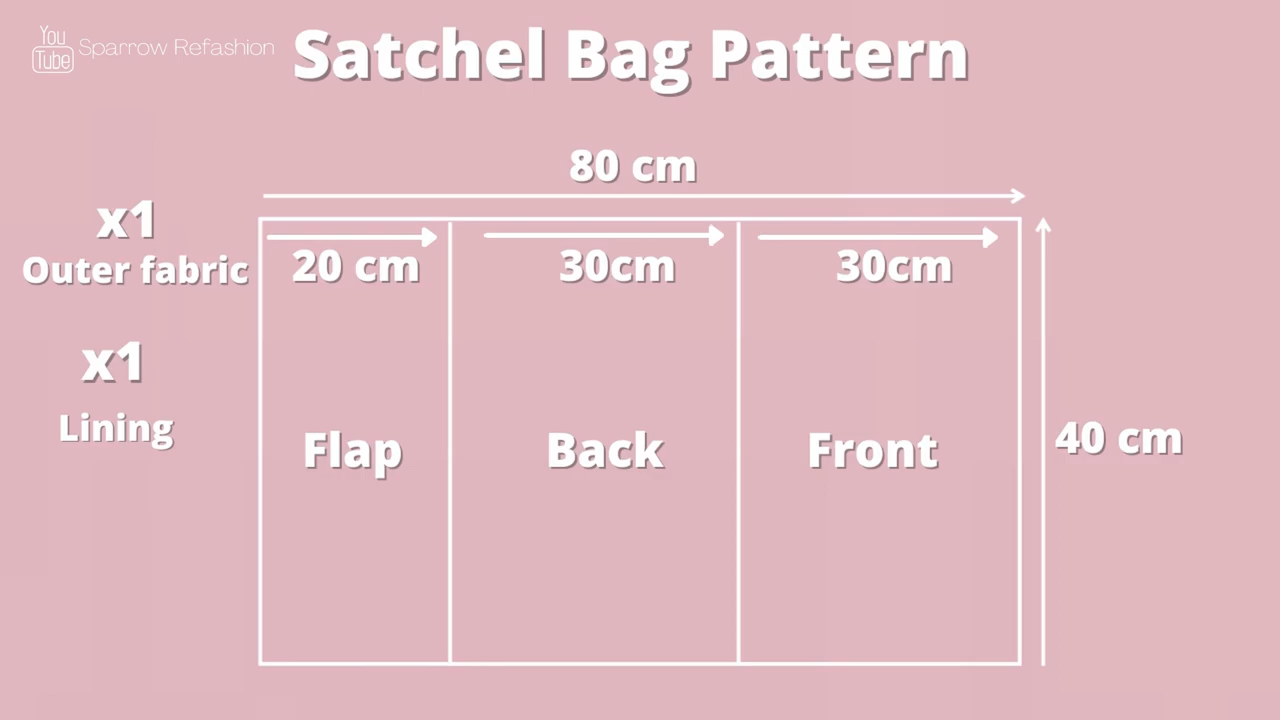 You
Tube
Sparrow Refashion
Satchel Bag Pattern
80 cm
x1
Outer fabric
20 cm
30cm
30cm
x1
Lining
Flap
Back
Front
40 cm